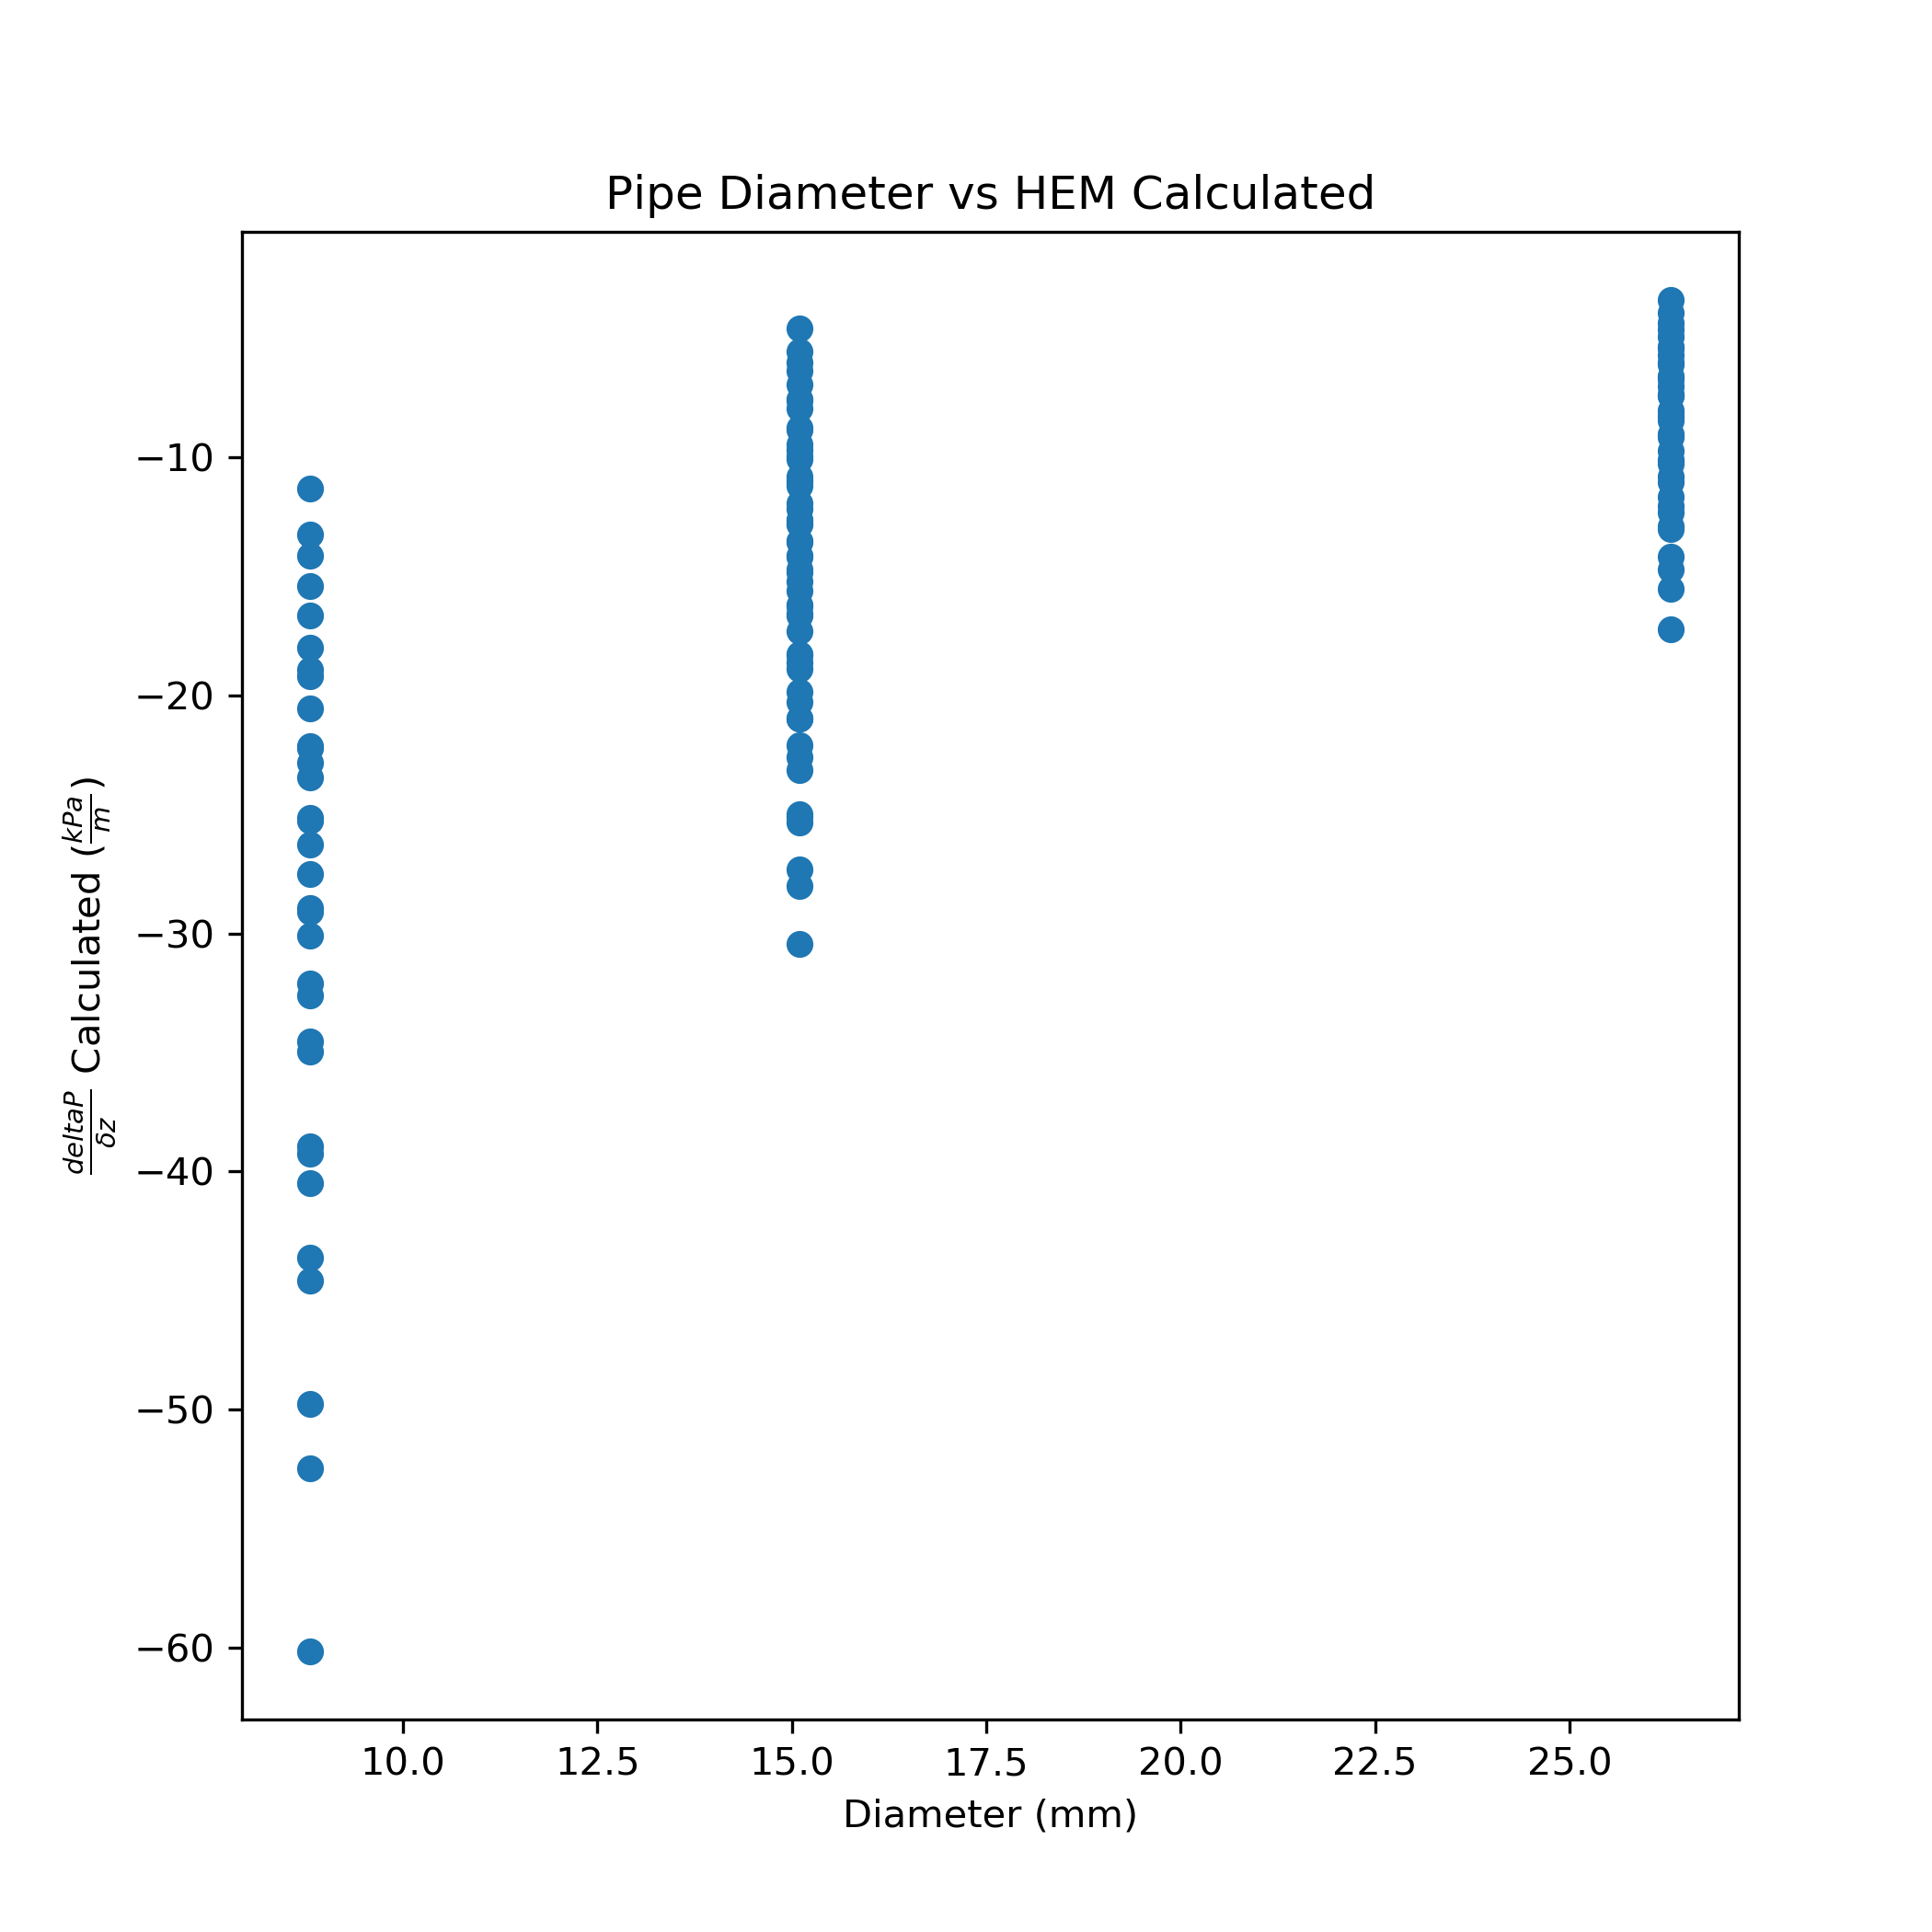 Pipe Diameter vs HEM Calculated
deltaP/δz Calculated (kPa/m)
−10
−20
−30
−40
−50
−60
10.0 12.5 15.0 17.5 20.0 22.5 25.0
Diameter (mm)